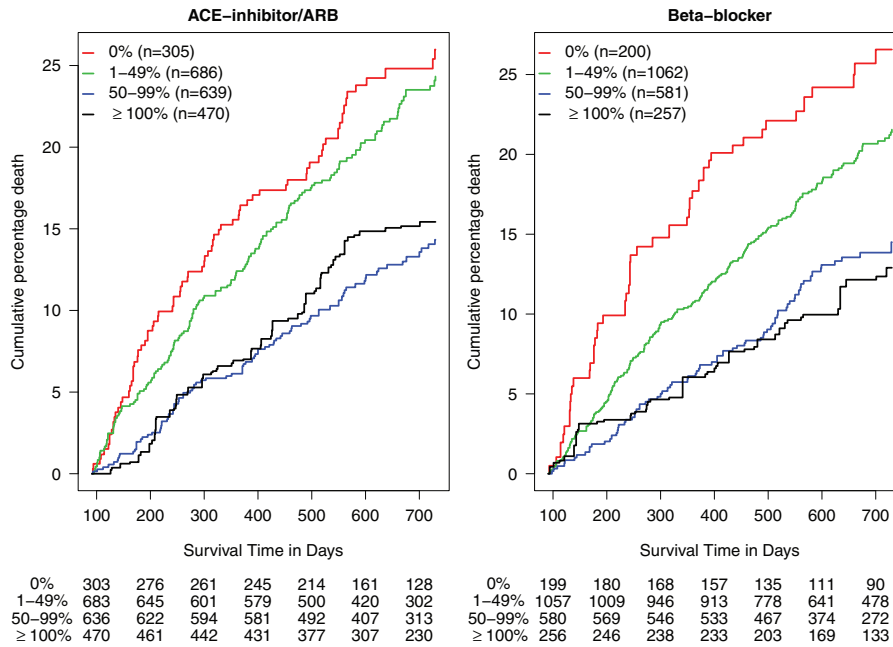 ACE−inhibitor/ARB
Beta−blocker
0% (n=305)
1−49% (n=686)
50−99% (n=639)
≥ 100% (n=470)
0% (n=200)
1−49% (n=1062)
50−99% (n=581)
≥ 100% (n=257)
Cumulative percentage death
25
20
15
10
5
0
Cumulative percentage death
25
20
15
10
5
0
100 200 300 400 500 600 700
100 200 300 400 500 600 700
Survival Time in Days
Survival Time in Days
0% 303 276 261 245 214 161 128
1−49% 683 645 601 579 500 420 302
50−99% 636 622 594 581 492 407 313
≥ 100% 470 461 442 431 377 307 230
0% 199 180 168 157 135 111 90
1−49% 1057 1009 946 913 778 641 478
50−99% 580 569 546 533 467 374 272
≥ 100% 256 246 238 233 203 169 133